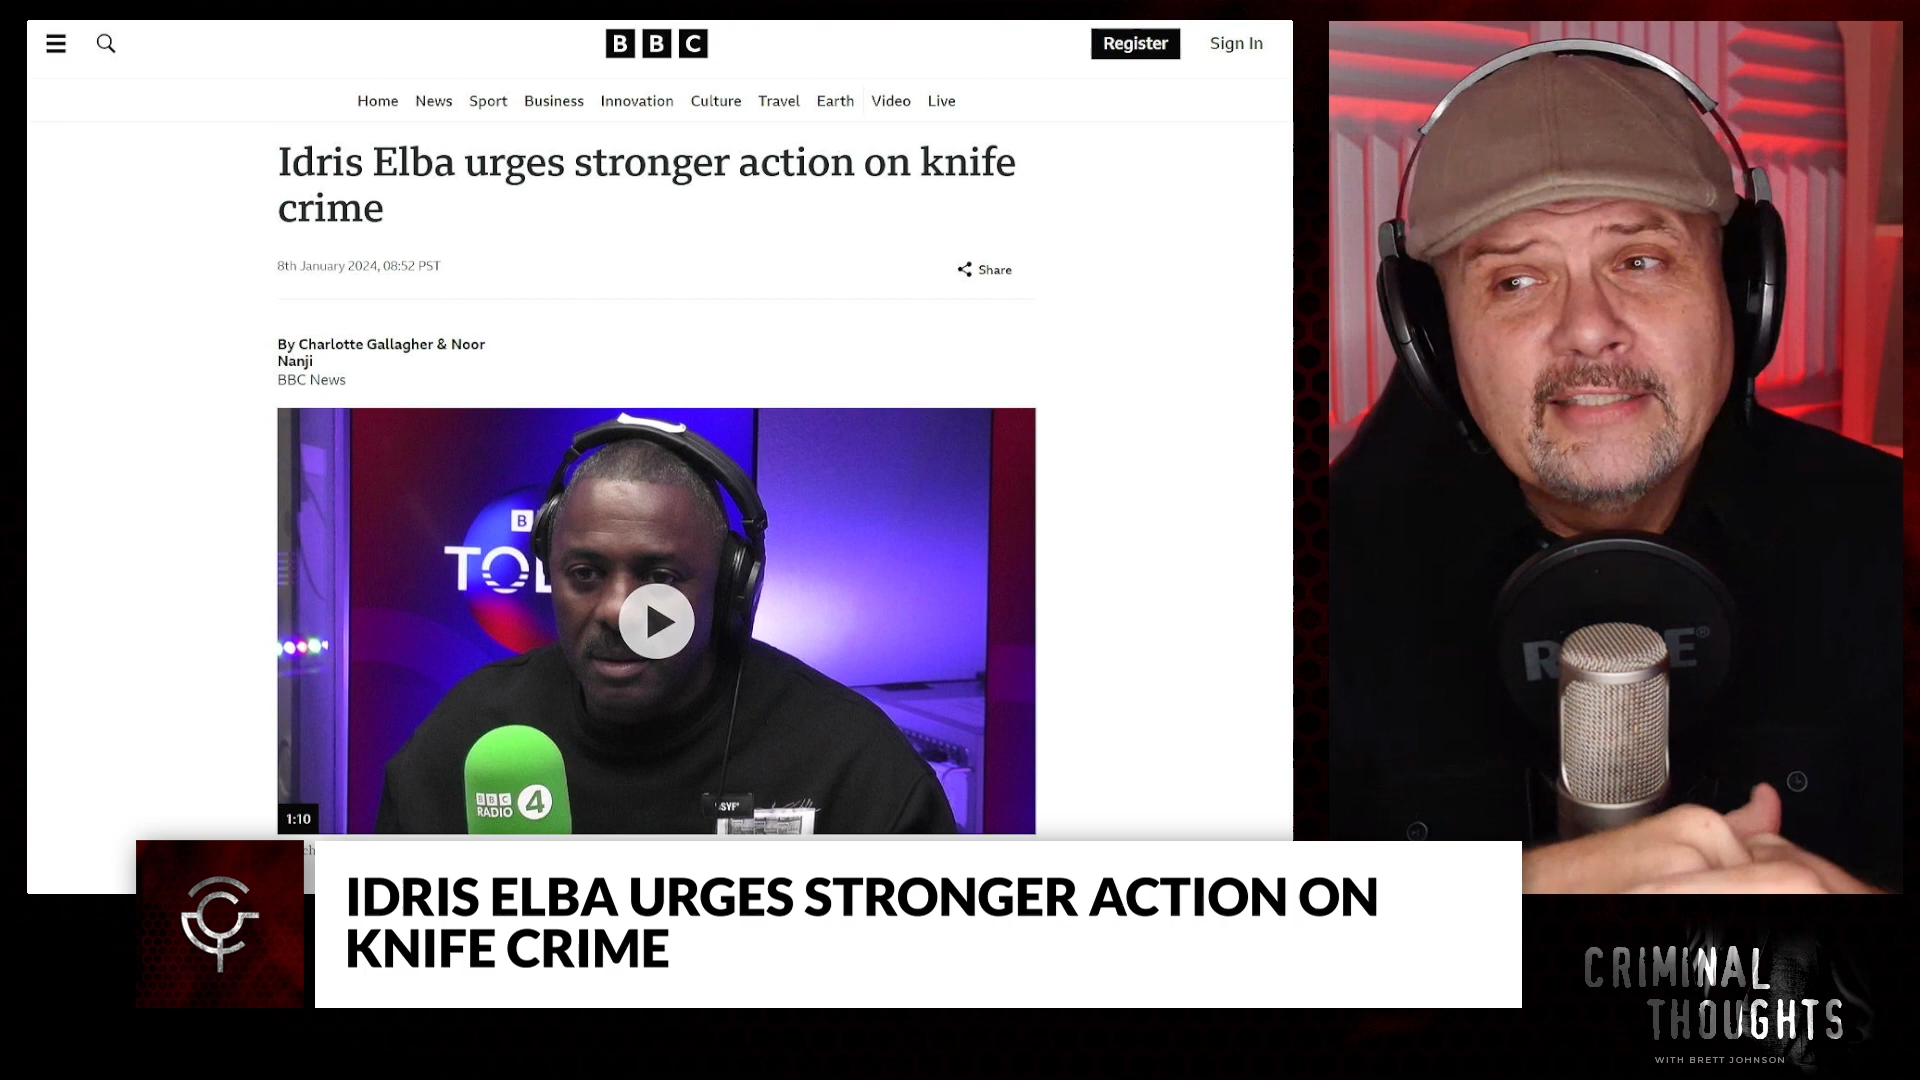 BBC
Register
Sign In
Home News Sport Business Innovation Culture Travel Earth Video Live
Idris Elba urges stronger action on knife
crime
8th January 2024, 08:52 PST
Share
By Charlotte Gallagher & Noor
Nanji
BBC News
B
TOD
BBC
RADIO 4
1:10
IDRIS ELBA URGES STRONGER ACTION ON
KNIFE CRIME
CRIMINAL
THOUGHTS
WITH BRETT JOHNSON